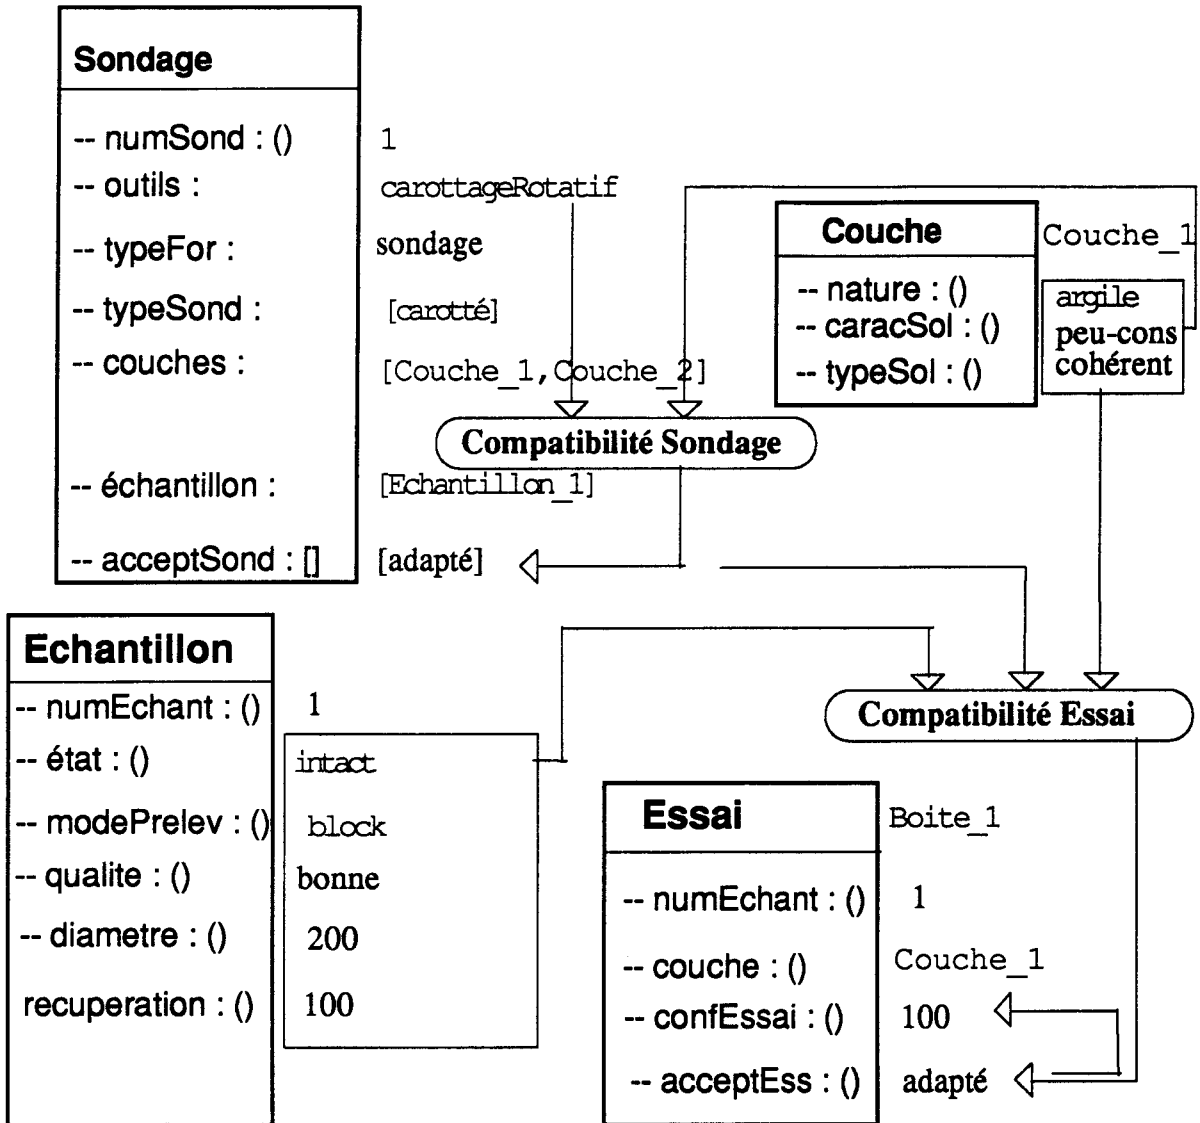 Sondage
-- numSond : () 1
-- outils : carottageRotatif
-- typeFor : sondage
-- typeSond : [carotté]
-- couches : [Couche_1,Couche_2]
-- échantillon : [Echantillon_1]
-- acceptSond : [] [adapté]
Couche Couche_1
-- nature : () argile
-- caracSol : () peu-cons
-- typeSol : () cohérent
Compatibilité Sondage
Echantillon
-- numEchant : () 1
-- état : () intact
-- modePrelev : () block
-- qualite : () bonne
-- diametre : () 200
recuperation : () 100
Compatibilité Essai
Essai Boite_1
-- numEchant : () 1
-- couche : () Couche_1
-- confEssai : () 100
-- acceptEss : () adapté